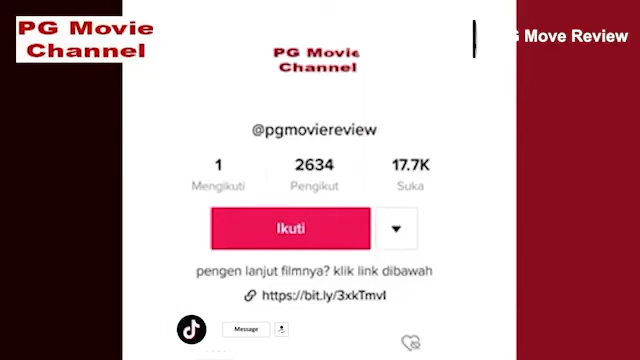 PG Movie
Channel
G Move Review
PG Movie
Channel
@pgmoviereview
1 2634 17.7K
Mengikuti Pengikut Suka
Ikuti
pengen lanjut filmnya? klik link dibawah
https://bit.ly/3xkTmvI
Message